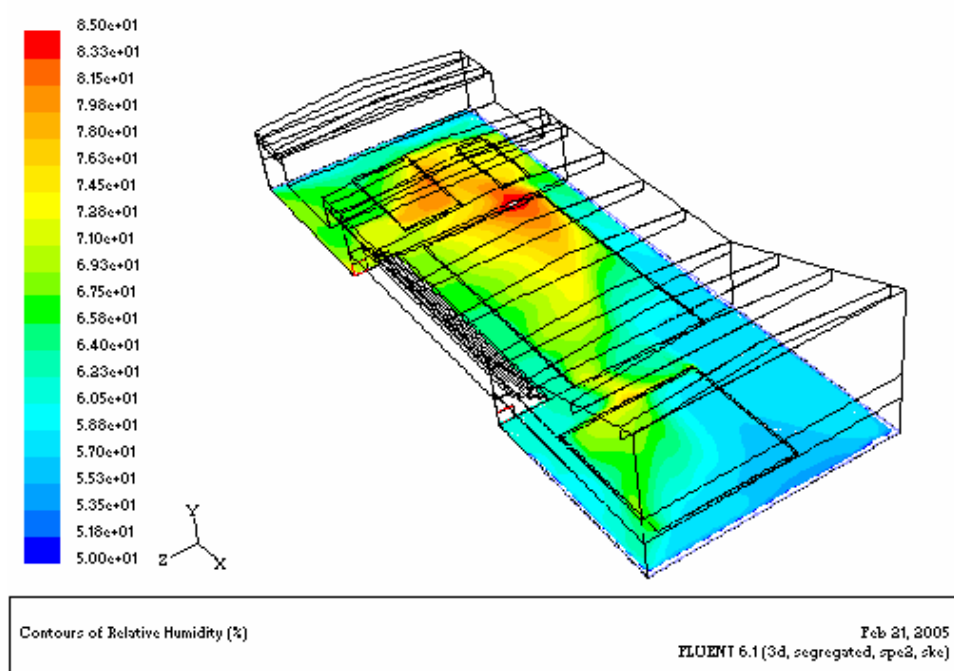 8.50e+01
8.33e+01
8.15e+01
7.98e+01
7.80e+01
7.63e+01
7.45e+01
7.28e+01
7.10e+01
6.93e+01
6.75e+01
6.58e+01
6.40e+01
6.23e+01
6.05e+01
5.88e+01
5.70e+01
5.53e+01
5.35e+01
5.18e+01
5.00e+01
Y
Z
X
Contours of Relative Humidity (%)
Feb 21, 2005
FLUENT 6.1 (3d, segregated, spe2, ske)